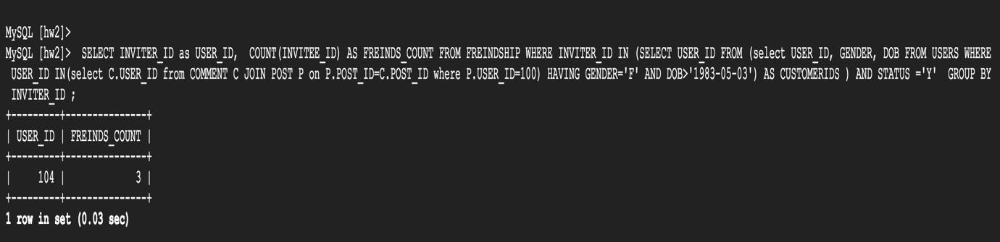 MySQL [hw2]>
MySQL [hw2]>  SELECT INVITER_ID as USER_ID,  COUNT(INVITEE_ID) AS FREINDS_COUNT FROM FREINDSHIP WHERE INVITER_ID IN (SELECT USER_ID FROM (select USER_ID, GENDER, DOB FROM USERS WHERE
USER_ID IN(select C.USER_ID from COMMENT C JOIN POST P on P.POST_ID=C.POST_ID where P.USER_ID=100) HAVING GENDER='F' AND DOB>'1983-05-03') AS CUSTOMERIDS ) AND STATUS ='Y'  GROUP BY
INVITER_ID ;
+---------+---------------+
| USER_ID | FREINDS_COUNT |
+---------+---------------+
|     104 |             3 |
+---------+---------------+
1 row in set (0.03 sec)